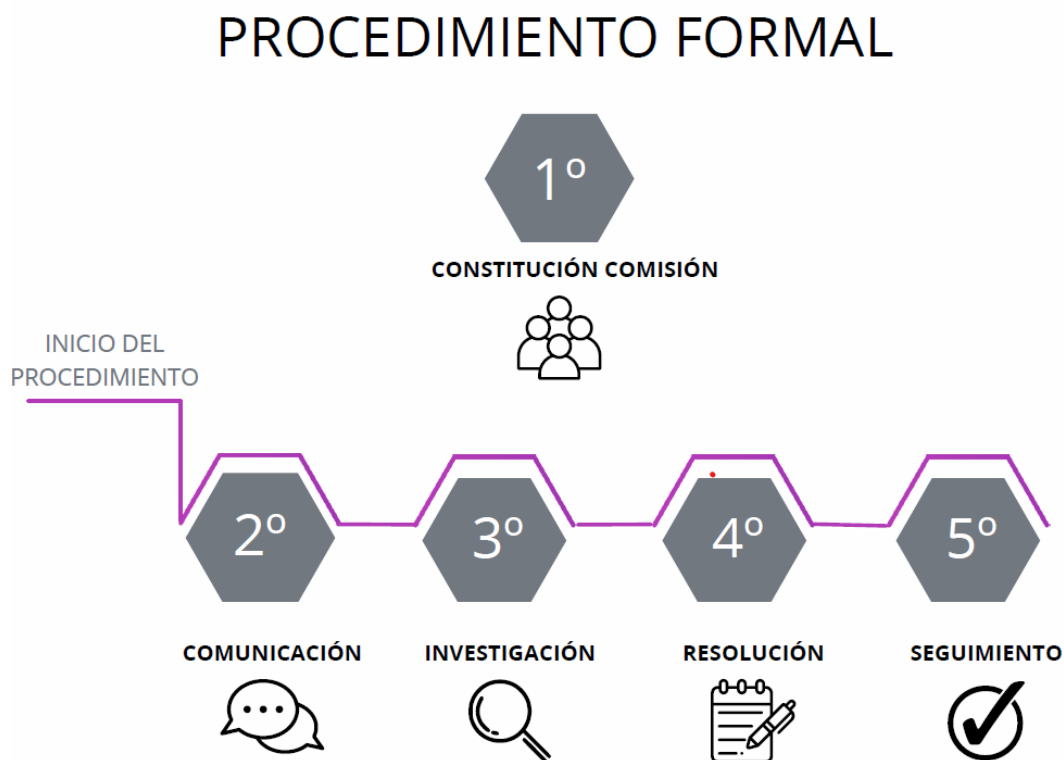 PROCEDIMIENTO FORMAL
1º
CONSTITUCIÓN COMISIÓN
INICIO DEL
PROCEDIMIENTO
2º
3º
4º
5º
COMUNICACIÓN
INVESTIGACIÓN
RESOLUCIÓN
SEGUIMIENTO